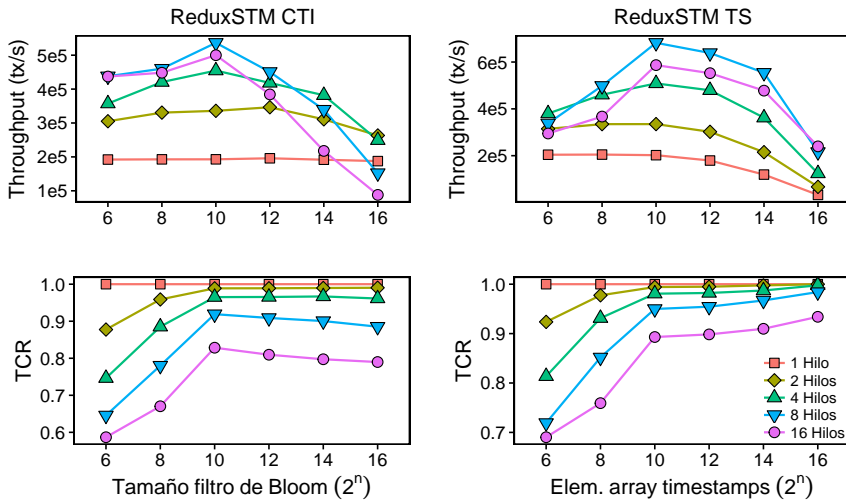 ReduxSTM CTI
Throughput (tx/s)
5e5
4e5
3e5
2e5
1e5
6 8 10 12 14 16
ReduxSTM TS
Throughput (tx/s)
6e5
4e5
2e5
6 8 10 12 14 16
TCR
1.0
0.9
0.8
0.7
0.6
6 8 10 12 14 16
Tamaño filtro de Bloom (2^n)
TCR
1.0
0.9
0.8
0.7
1 Hilo
2 Hilos
4 Hilos
8 Hilos
16 Hilos
6 8 10 12 14 16
Elem. array timestamps (2^n)